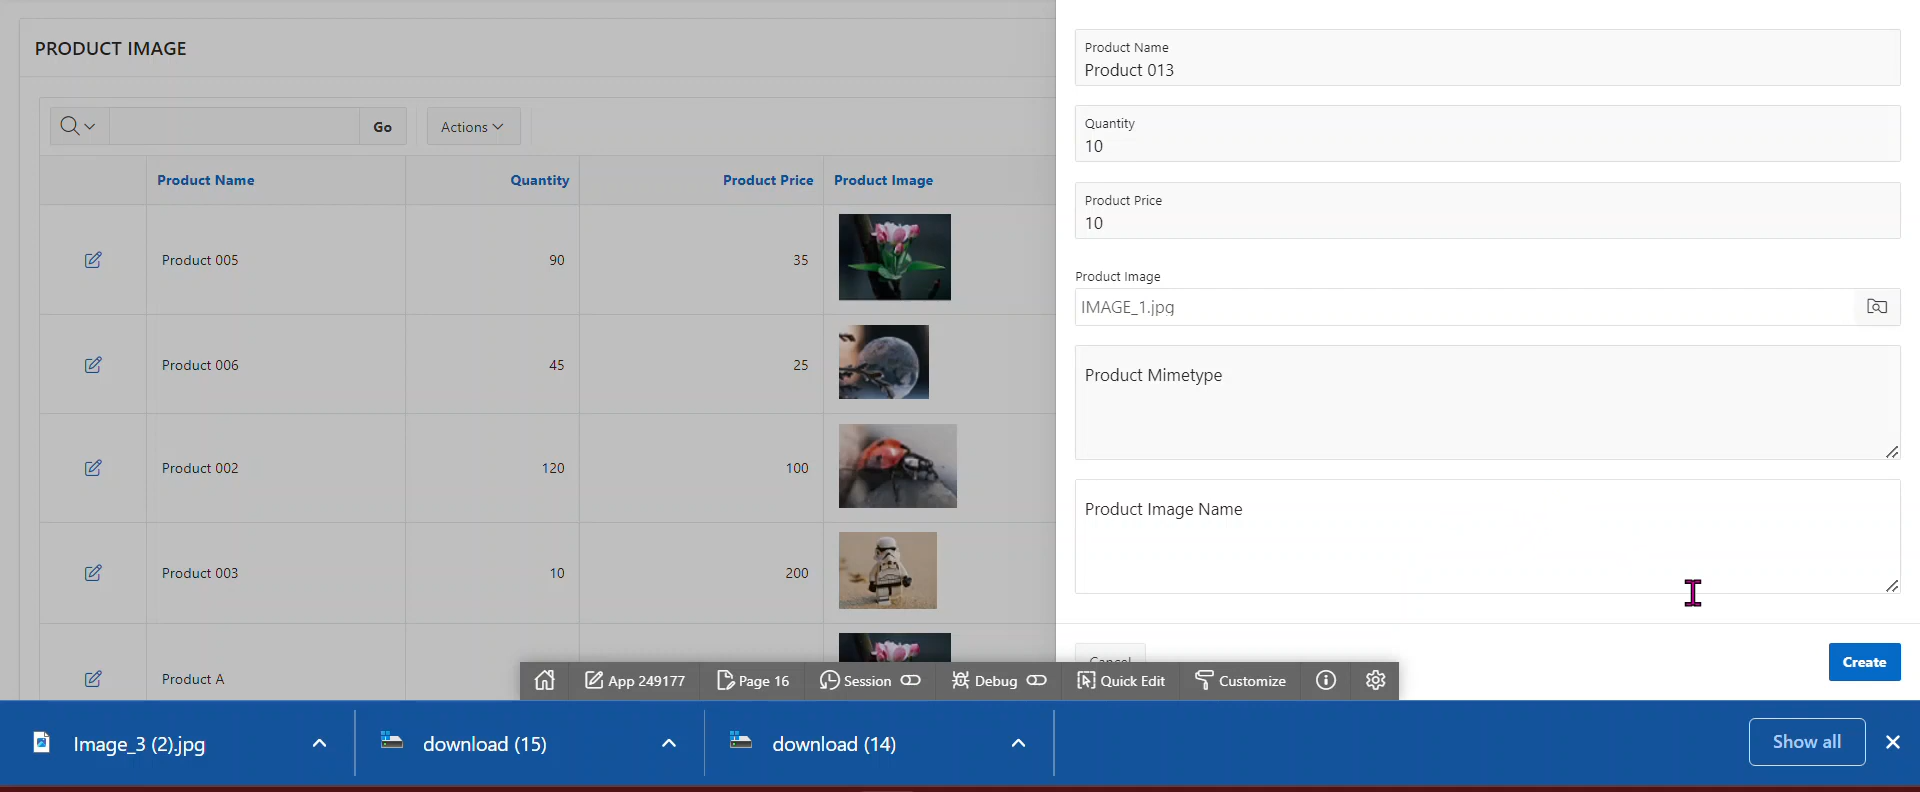 PRODUCT IMAGE
Go
Actions
Product Name
Quantity
Product Price
Product Image
Product 005
90
35
Product 006
45
25
Product 002
120
100
Product 003
10
200
Product A
Product Name
Product 013
Quantity
10
Product Price
10
Product Image
IMAGE_1.jpg
Product Mimetype
Product Image Name
Cancel
Create
App 249177
Page 16
Session
Debug
Quick Edit
Customize
Image_3 (2).jpg
download (15)
download (14)
Show all